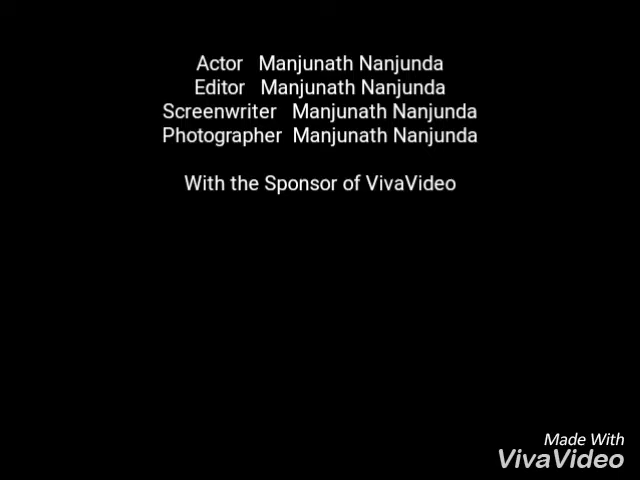 Actor Manjunath Nanjunda
Editor Manjunath Nanjunda
Screenwriter Manjunath Nanjunda
Photographer Manjunath Nanjunda
With the Sponsor of VivaVideo
Made With
VivaVideo